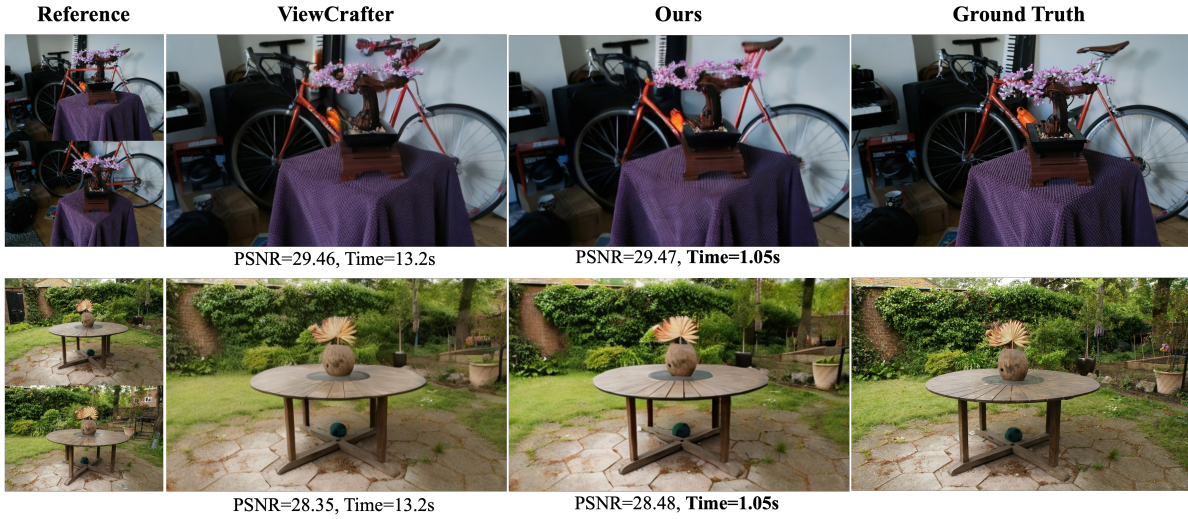 Reference ViewCrafter Ours Ground Truth
PSNR=29.46, Time=13.2s PSNR=29.47, Time=1.05s
PSNR=28.35, Time=13.2s PSNR=28.48, Time=1.05s